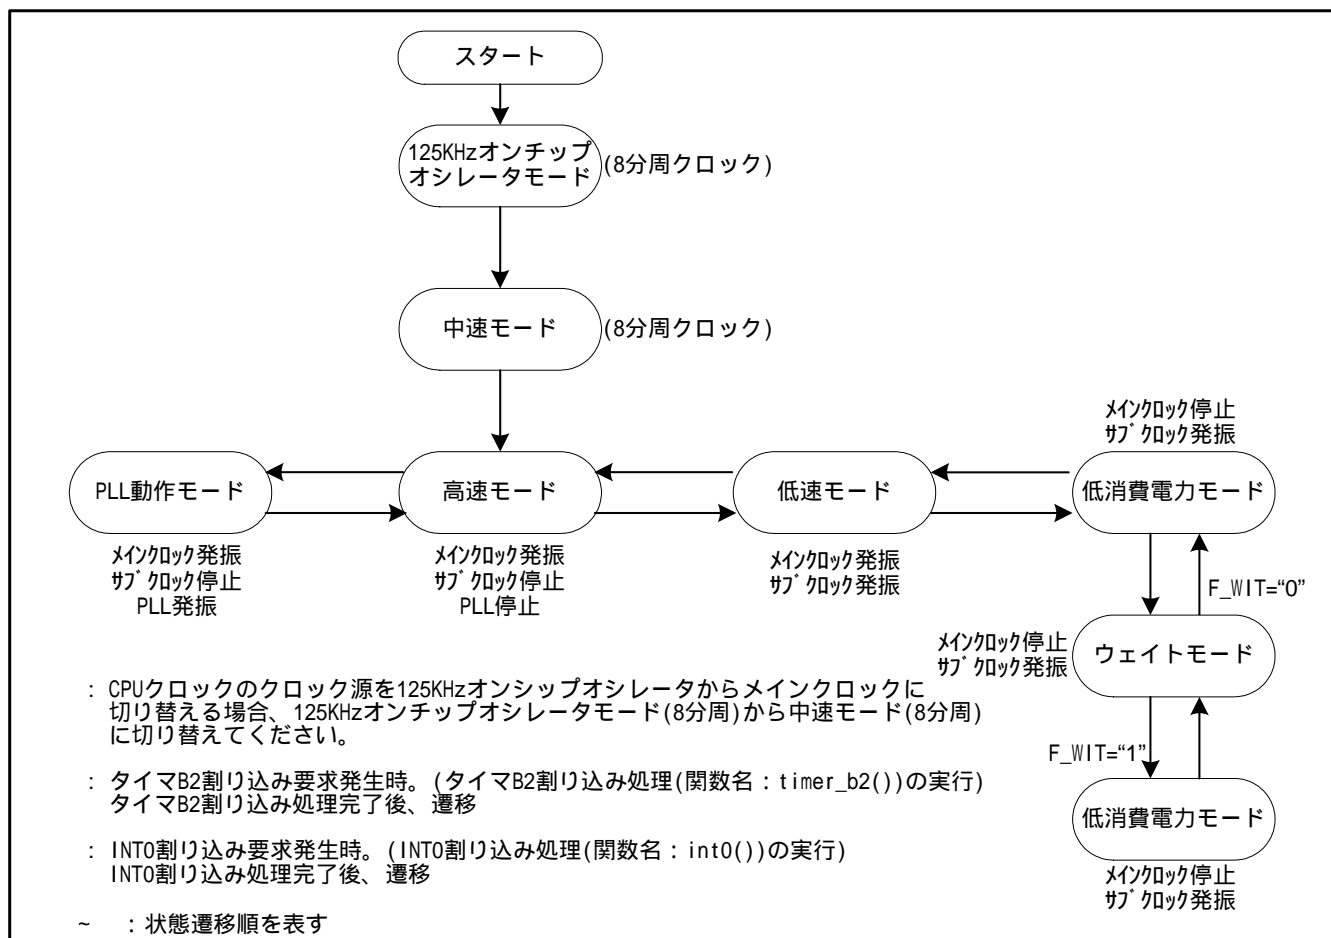 スタート
125KHzオンチップ
オシレータモード
(8分周クロック)
中速モード
(8分周クロック)
メインクロック停止
サブクロック発振
PLL動作モード
高速モード
低速モード
低消費電力モード
メインクロック発振
サブクロック停止
PLL発振
メインクロック発振
サブクロック停止
PLL停止
メインクロック発振
サブクロック発振
F_WIT=“0”
メインクロック停止
サブクロック発振
ウェイトモード
F_WIT=“1”
低消費電力モード
メインクロック停止
サブクロック発振
: CPUクロックのクロック源を125KHzオンシップオシレータからメインクロックに
切り替える場合、125KHzオンチップオシレータモード(8分周)から中速モード(8分周)
に切り替えてください。
: タイマB2割り込み要求発生時。(タイマB2割り込み処理(関数名:timer_b2())の実行)
タイマB2割り込み処理完了後、遷移
: INT0割り込み要求発生時。(INT0割り込み処理(関数名:int0())の実行)
INT0割り込み処理完了後、遷移
~ :状態遷移順を表す